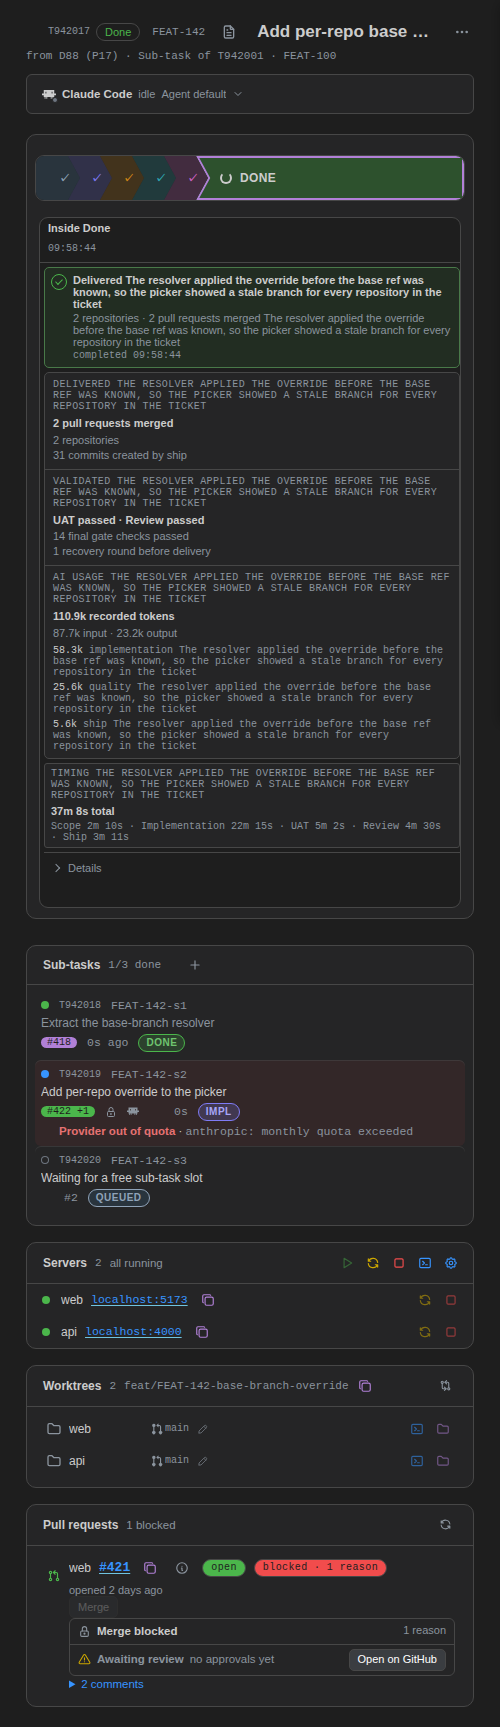 T942017 Done FEAT-142 Add per-repo base …
from D88 (P17) · Sub-task of T942001 · FEAT-100
Claude Code idle Agent default
DONE
Inside Done
09:58:44
Delivered The resolver applied the override before the base ref was
known, so the picker showed a stale branch for every repository in the
ticket
2 repositories · 2 pull requests merged The resolver applied the override
before the base ref was known, so the picker showed a stale branch for every
repository in the ticket
completed 09:58:44
DELIVERED THE RESOLVER APPLIED THE OVERRIDE BEFORE THE BASE
REF WAS KNOWN, SO THE PICKER SHOWED A STALE BRANCH FOR EVERY
REPOSITORY IN THE TICKET
2 pull requests merged
2 repositories
31 commits created by ship
VALIDATED THE RESOLVER APPLIED THE OVERRIDE BEFORE THE BASE
REF WAS KNOWN, SO THE PICKER SHOWED A STALE BRANCH FOR EVERY
REPOSITORY IN THE TICKET
UAT passed · Review passed
14 final gate checks passed
1 recovery round before delivery
AI USAGE THE RESOLVER APPLIED THE OVERRIDE BEFORE THE BASE REF
WAS KNOWN, SO THE PICKER SHOWED A STALE BRANCH FOR EVERY
REPOSITORY IN THE TICKET
110.9k recorded tokens
87.7k input · 23.2k output
58.3k implementation The resolver applied the override before the
base ref was known, so the picker showed a stale branch for every
repository in the ticket
25.6k quality The resolver applied the override before the base
ref was known, so the picker showed a stale branch for every
repository in the ticket
5.6k ship The resolver applied the override before the base ref
was known, so the picker showed a stale branch for every
repository in the ticket
TIMING THE RESOLVER APPLIED THE OVERRIDE BEFORE THE BASE REF
WAS KNOWN, SO THE PICKER SHOWED A STALE BRANCH FOR EVERY
REPOSITORY IN THE TICKET
37m 8s total
Scope 2m 10s · Implementation 22m 15s · UAT 5m 2s · Review 4m 30s
· Ship 3m 11s
Details
Sub-tasks 1/3 done
T942018 FEAT-142-s1
Extract the base-branch resolver
#418 0s ago DONE
T942019 FEAT-142-s2
Add per-repo override to the picker
#422 +1 0s IMPL
Provider out of quota · anthropic: monthly quota exceeded
T942020 FEAT-142-s3
Waiting for a free sub-task slot
#2 QUEUED
Servers 2 all running
web localhost:5173
api localhost:4000
Worktrees 2 feat/FEAT-112-base-branch-override
web main
api main
Pull requests 1 blocked
web #421 open blocked · 1 reason
opened 2 days ago
Merge
Merge blocked 1 reason
Awaiting review no approvals yet Open on GitHub
2 comments